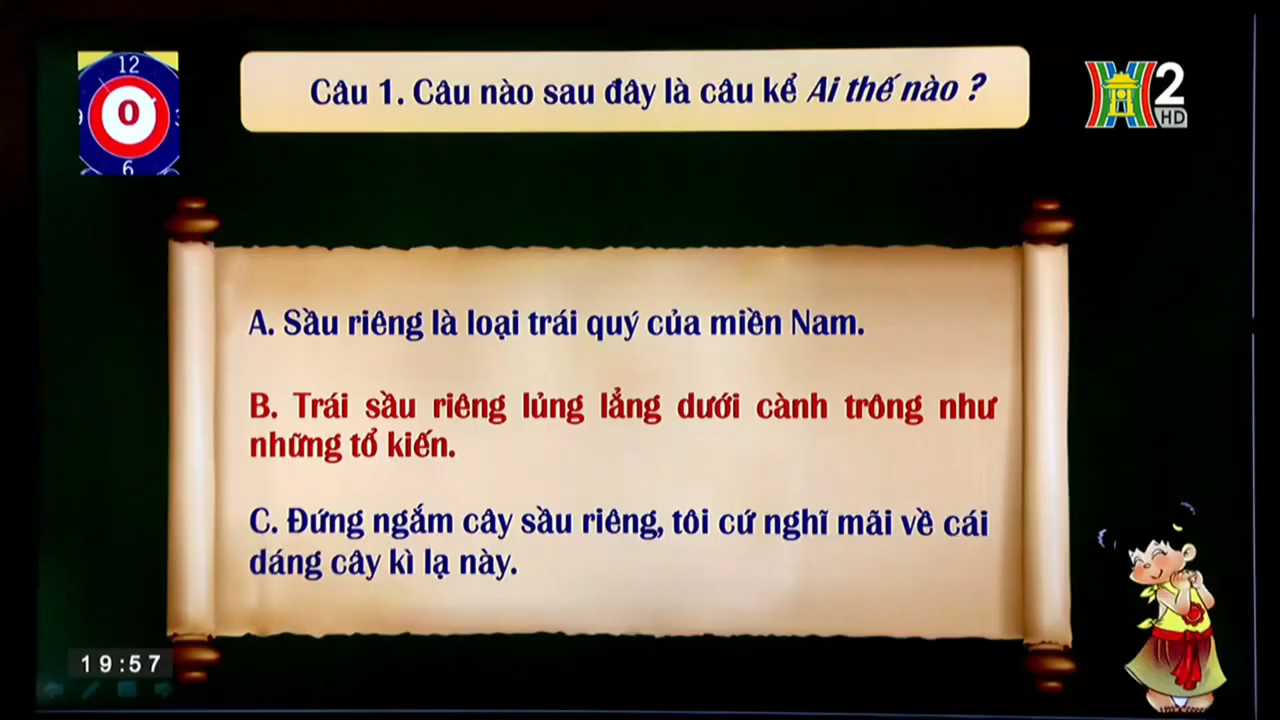 12
0
6
Câu 1. Câu nào sau đây là câu kể Ai thế nào ?
2
HD
A. Sầu riêng là loại trái quý của miền Nam.
B. Trái sầu riêng lủng lẳng dưới cành trông như
những tổ kiến.
C. Đứng ngắm cây sầu riêng, tôi cứ nghĩ mãi về cái
dáng cây kì lạ này.
19:57